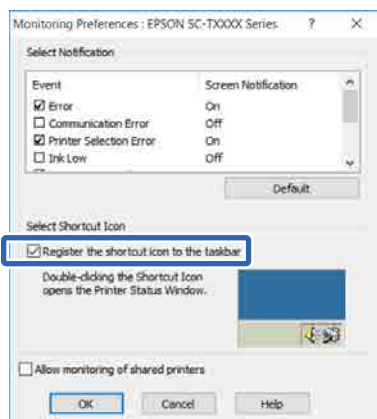 Monitoring Preferences : EPSON SC-TXXXX Series ? ×
Select Notification
Event Screen Notification
Error On
Communication Error Off
Printer Selection Error On
Ink Low Off
Default
Select Shortcut Icon
Register the shortcut icon to the taskbar
Double-clicking the Shortcut Icon
opens the Printer Status Window.
Allow monitoring of shared printers
OK Cancel Help